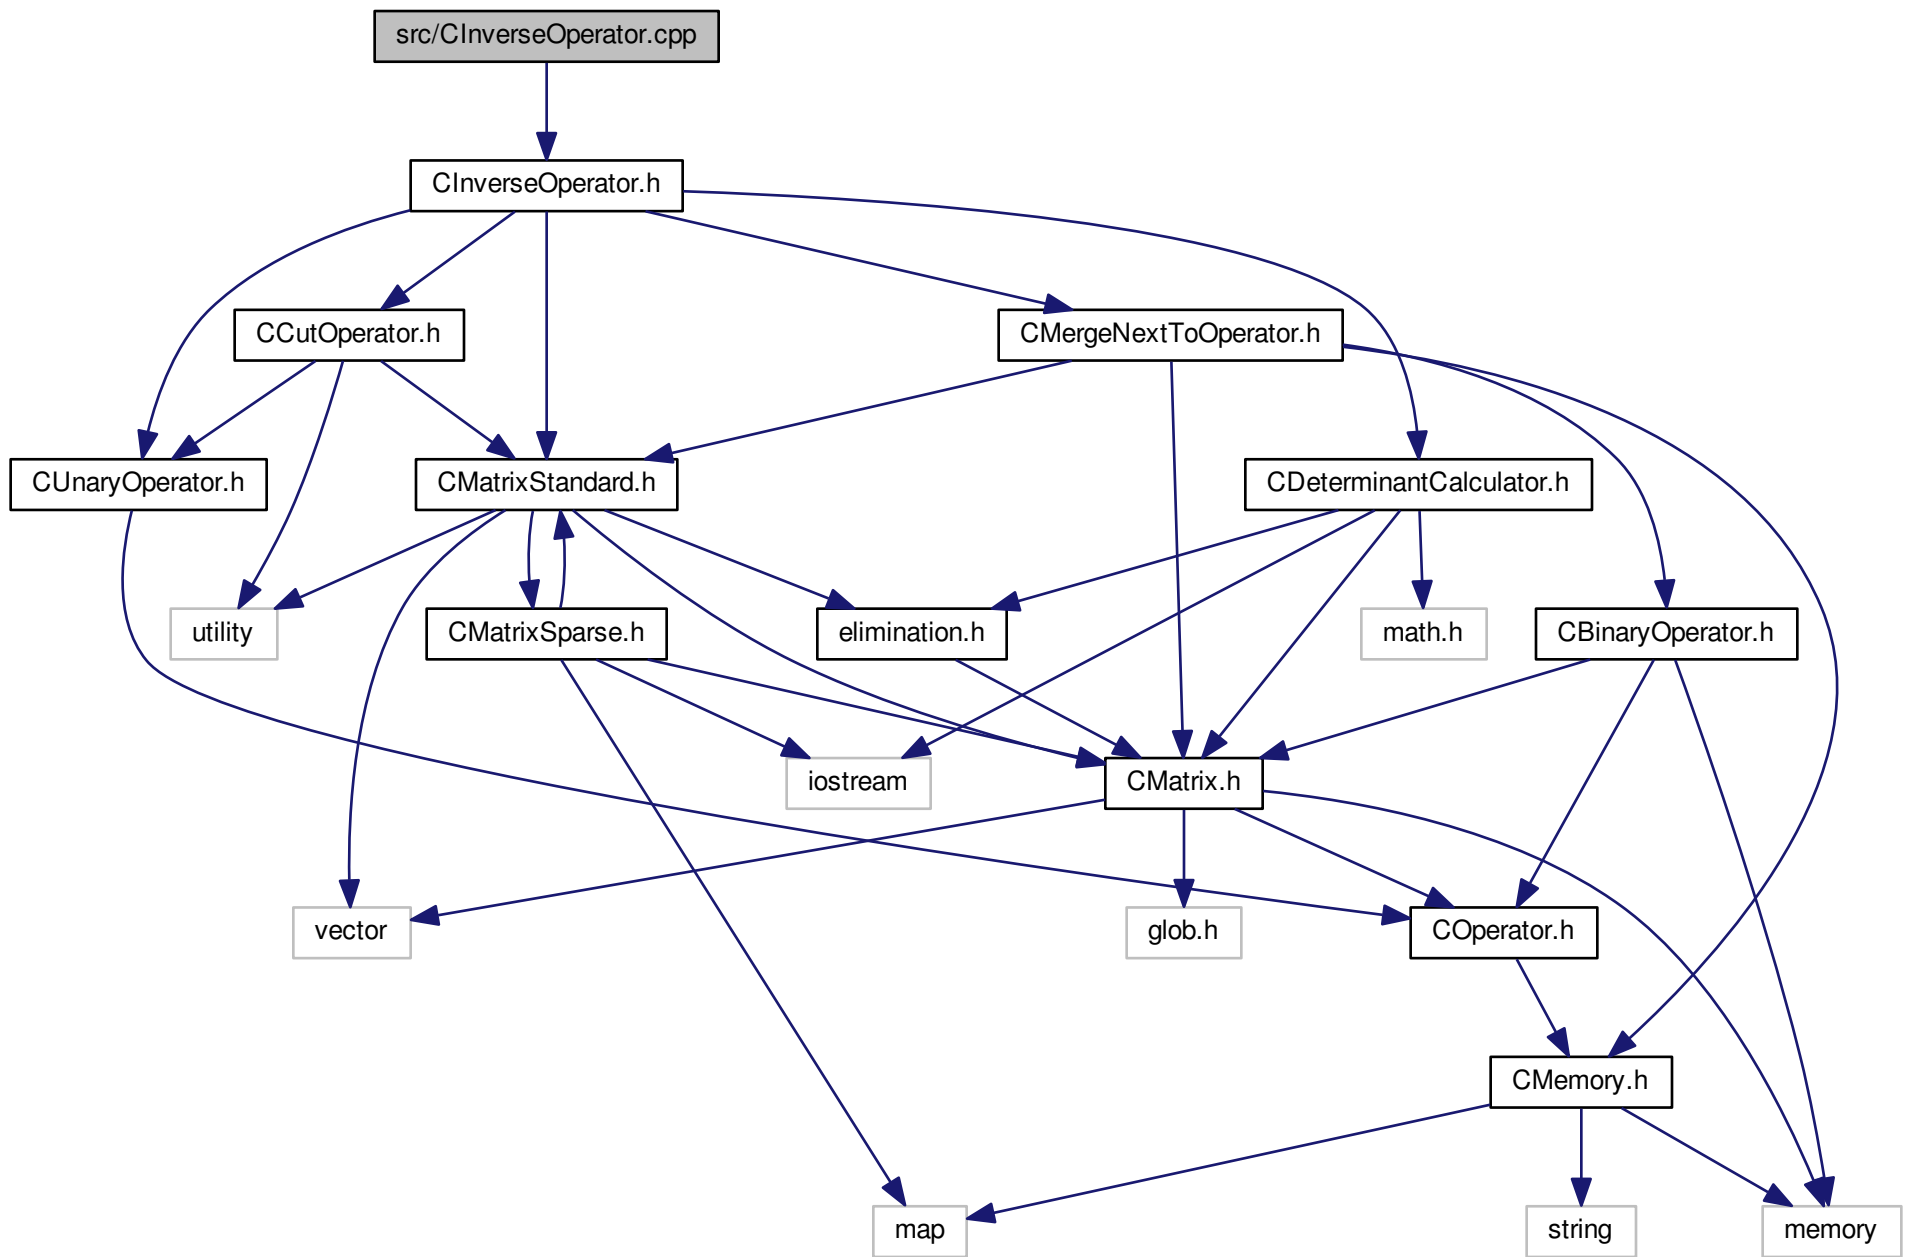 src/CInverseOperator.cpp
CInverseOperator.h
CCutOperator.h
CMergeNextToOperator.h
CUnaryOperator.h
CMatrixStandard.h
CDeterminantCalculator.h
utility
CMatrixSparse.h
elimination.h
math.h
CBinaryOperator.h
iostream
CMatrix.h
vector
glob.h
COperator.h
CMemory.h
map
string
memory